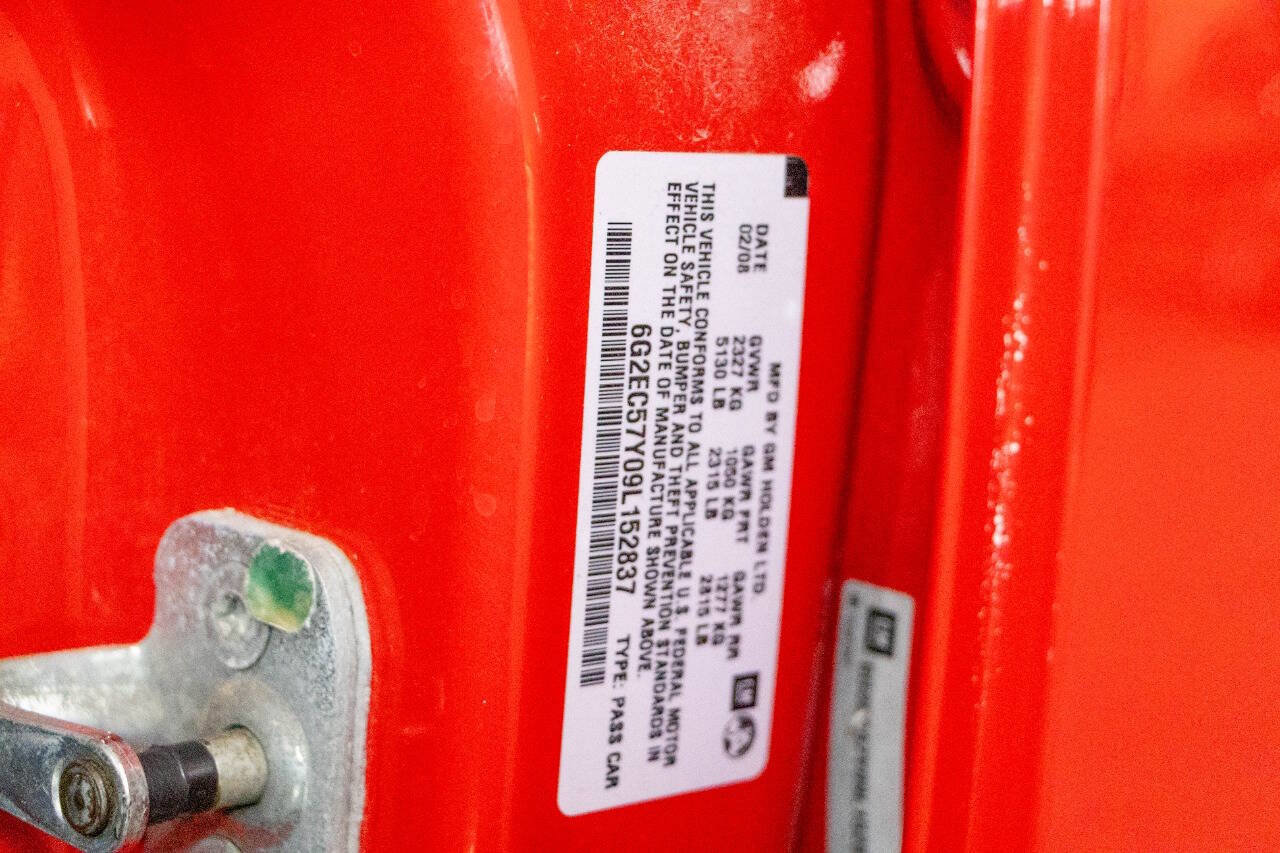 MFD BY GM HOLDEN LTD
DATE GVWR GAWR FRT GAWR RR
02/08 2327 KG 1050 KG 1277 KG
5130 LB 2315 LB 2815 LB
THIS VEHICLE CONFORMS TO ALL APPLICABLE U.S. FEDERAL MOTOR
VEHICLE SAFETY, BUMPER AND THEFT PREVENTION STANDARDS IN
EFFECT ON THE DATE OF MANUFACTURE SHOWN ABOVE.
6G2EC57Y09L152837 TYPE: PASS CAR
GM